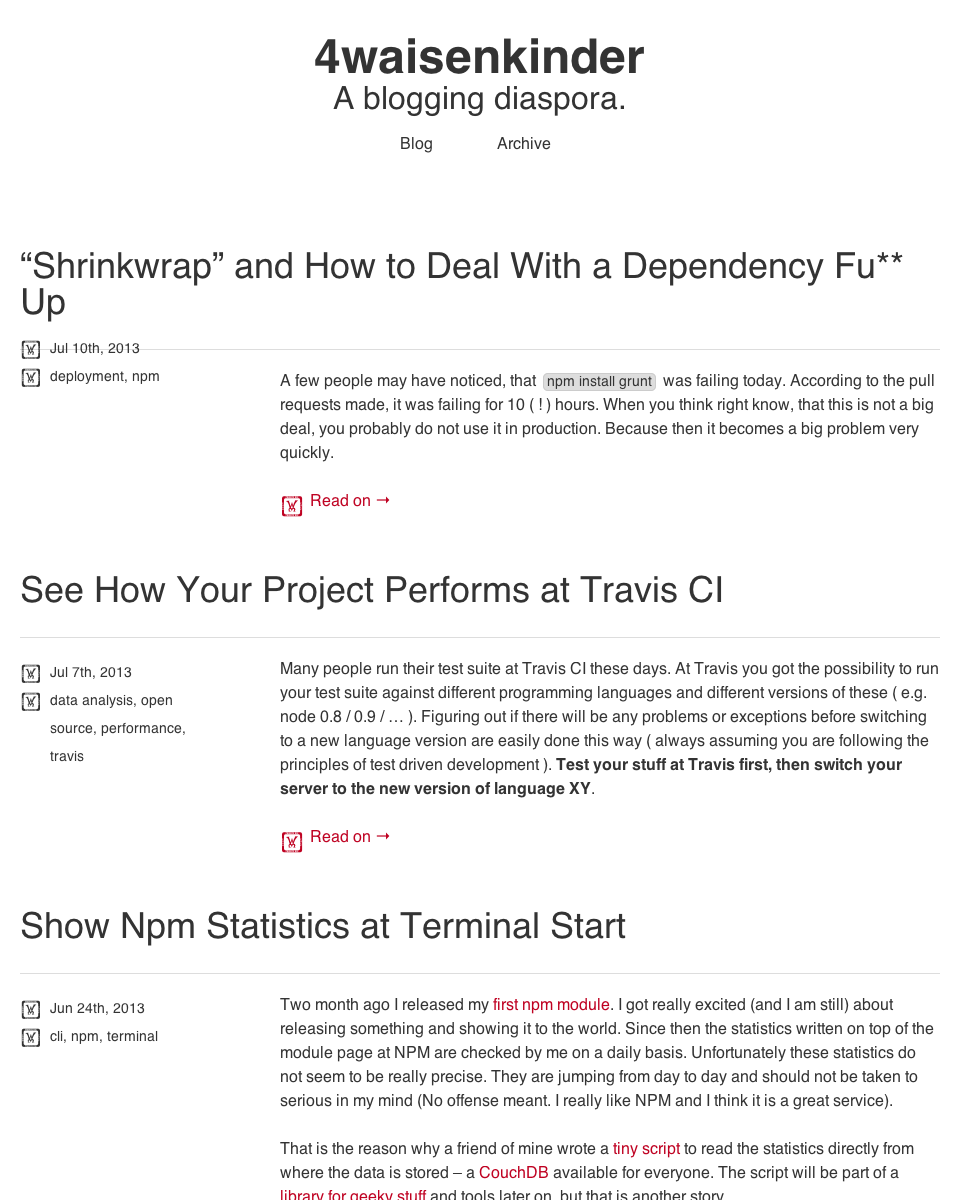 4waisenkinder
A blogging diaspora.
Blog Archive
“Shrinkwrap” and How to Deal With a Dependency Fu**
Up
Jul 10th, 2013
deployment, npm
A few people may have noticed, that npm install grunt was failing today. According to the pull
requests made, it was failing for 10 ( ! ) hours. When you think right know, that this is not a big
deal, you probably do not use it in production. Because then it becomes a big problem very
quickly.
Read on →
See How Your Project Performs at Travis CI
Jul 7th, 2013
data analysis, open
source, performance,
travis
Many people run their test suite at Travis CI these days. At Travis you got the possibility to run
your test suite against different programming languages and different versions of these ( e.g.
node 0.8 / 0.9 / … ). Figuring out if there will be any problems or exceptions before switching
to a new language version are easily done this way ( always assuming you are following the
principles of test driven development ). Test your stuff at Travis first, then switch your
server to the new version of language XY.
Read on →
Show Npm Statistics at Terminal Start
Jun 24th, 2013
cli, npm, terminal
Two month ago I released my first npm module. I got really excited (and I am still) about
releasing something and showing it to the world. Since then the statistics written on top of the
module page at NPM are checked by me on a daily basis. Unfortunately these statistics do
not seem to be really precise. They are jumping from day to day and should not be taken to
serious in my mind (No offense meant. I really like NPM and I think it is a great service).
That is the reason why a friend of mine wrote a tiny script to read the statistics directly from
where the data is stored – a CouchDB available for everyone. The script will be part of a
library for geeky stuff and tools later on, but that is another story.